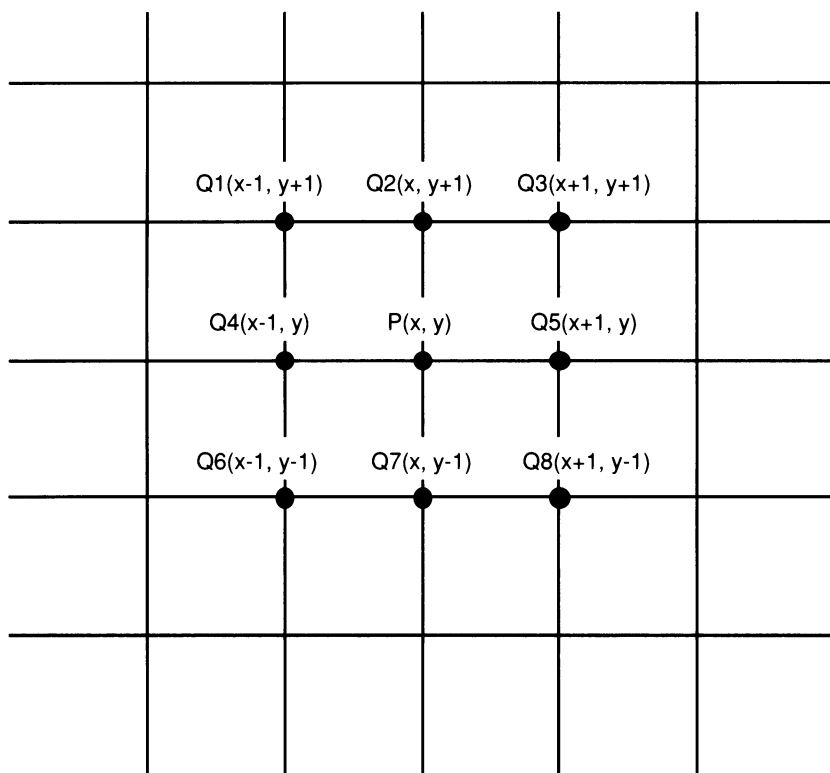 Q1(x-1, y+1) Q2(x, y+1) Q3(x+1, y+1)
Q4(x-1, y) P(x, y) Q5(x+1, y)
Q6(x-1, y-1) Q7(x, y-1) Q8(x+1, y-1)